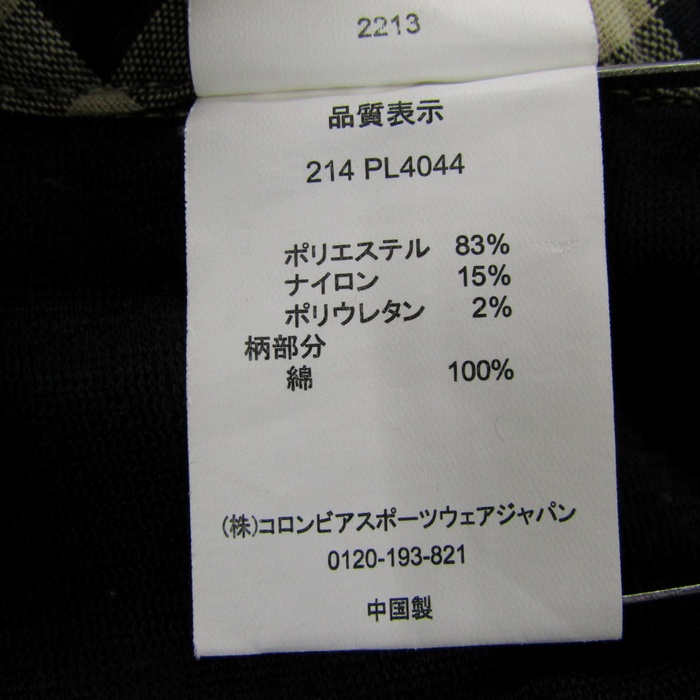 2213
品質表示
214 PL4044
ポリエステル 83%
ナイロン 15%
ポリウレタン 2%
柄部分
綿 100%
(株)コロンビアスポーツウェアジャパン
0120-193-821
中国製